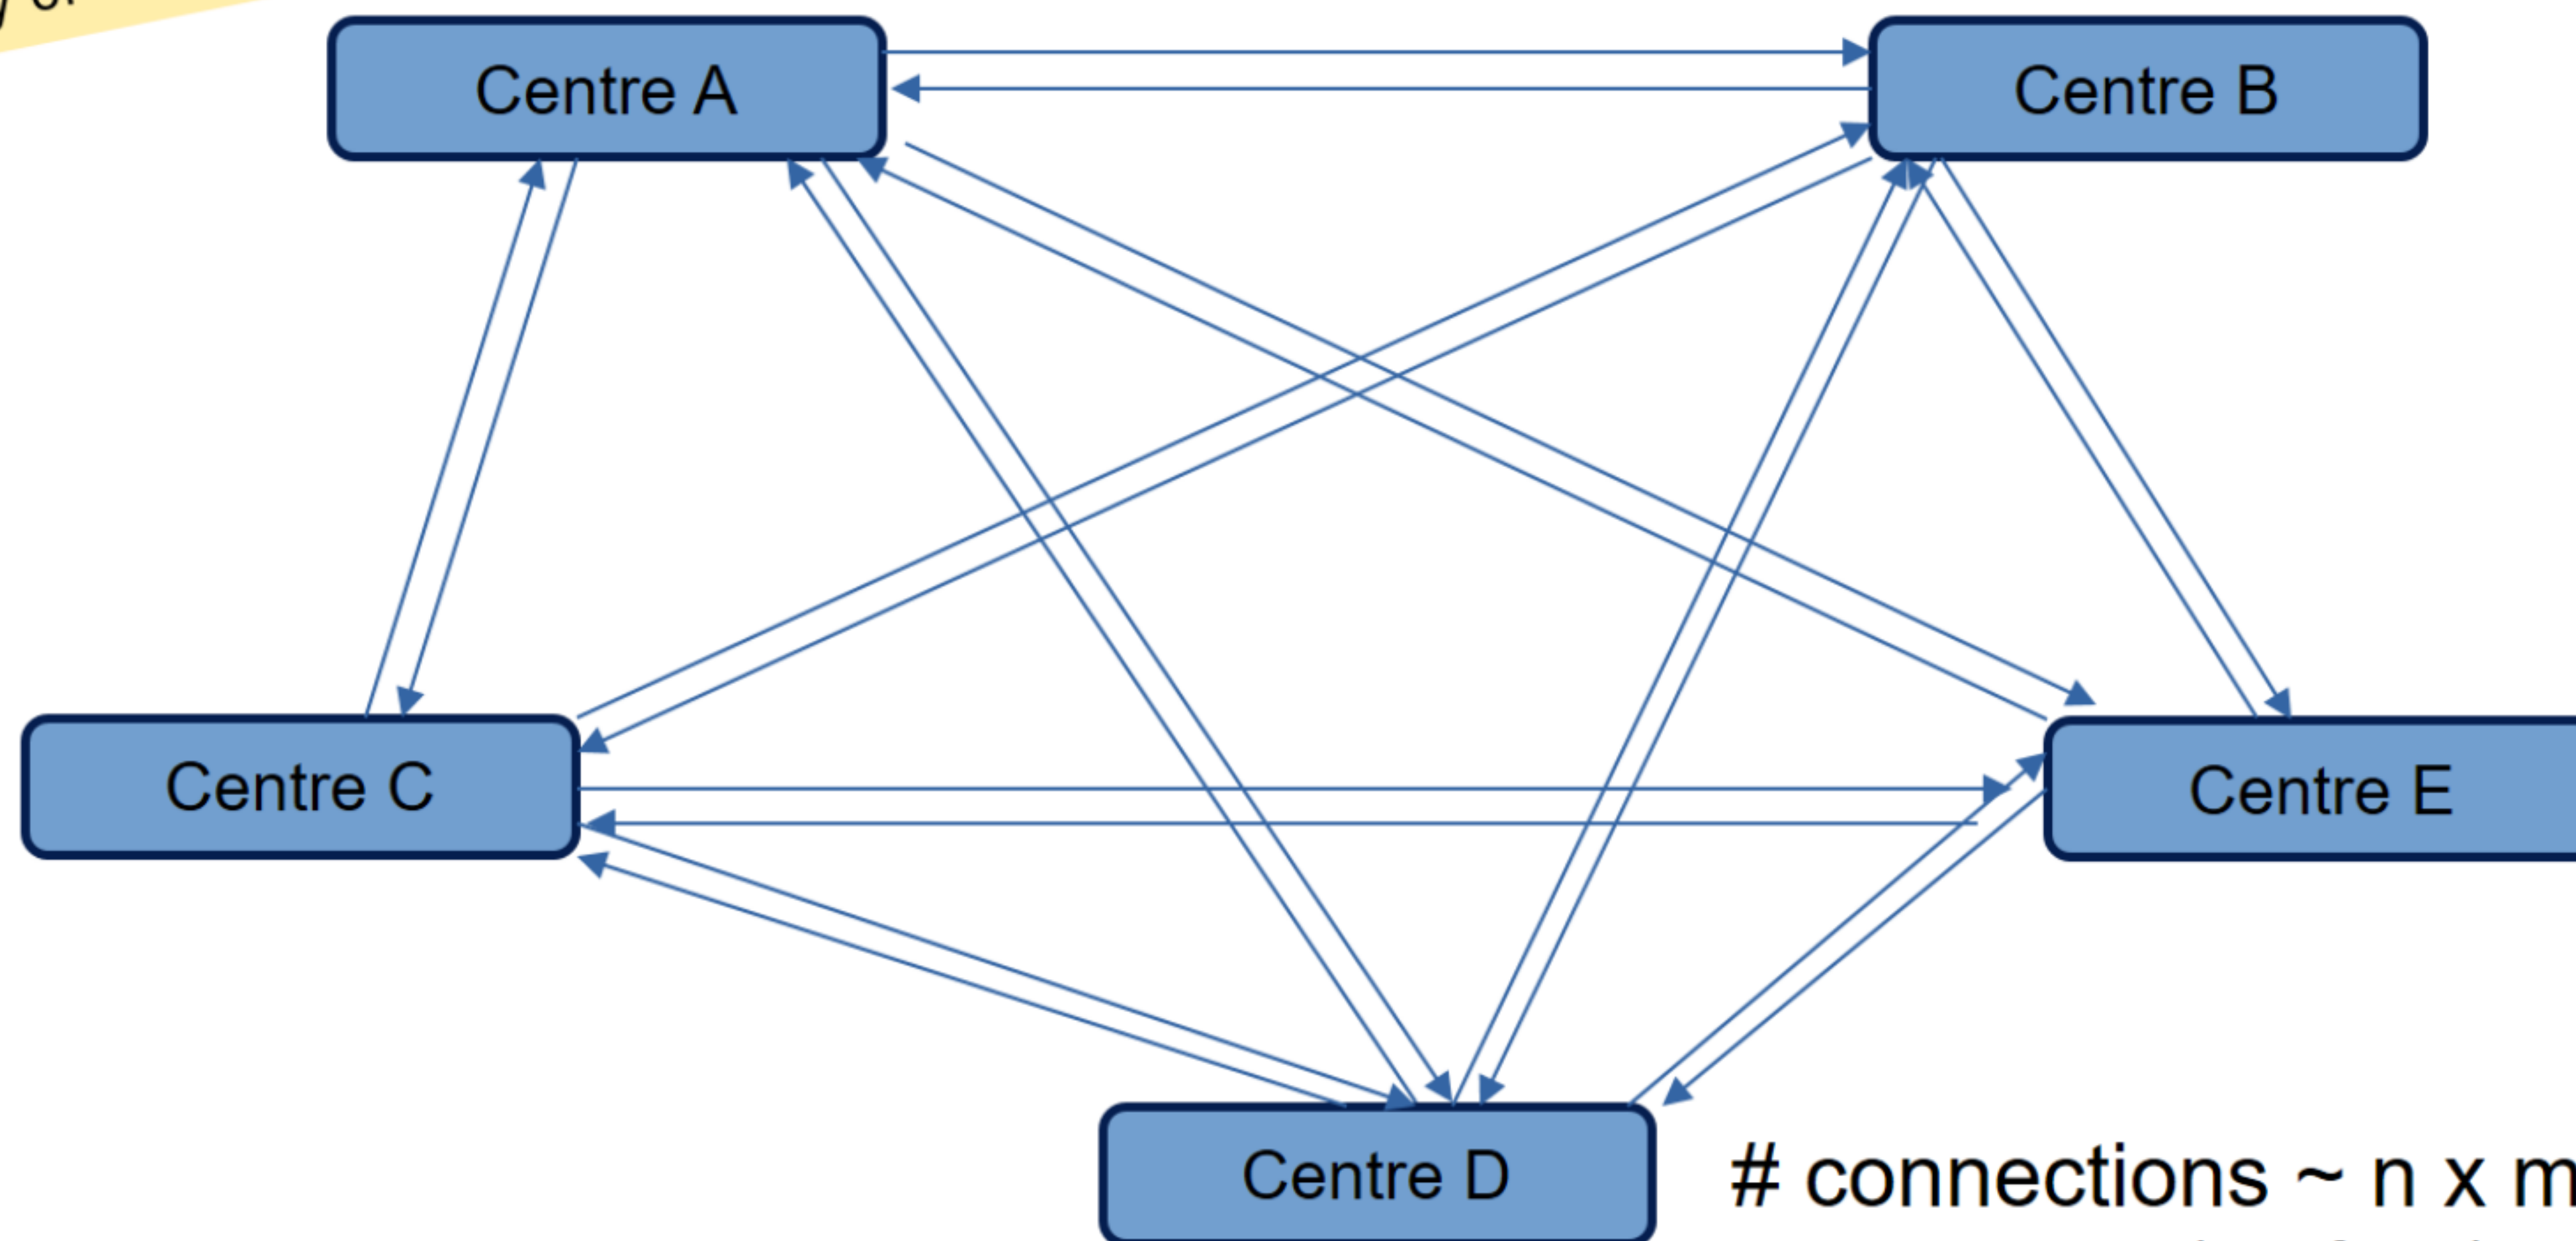 Centre A
Centre B
Centre C
Centre E
Centre D
# connections ~ n x m